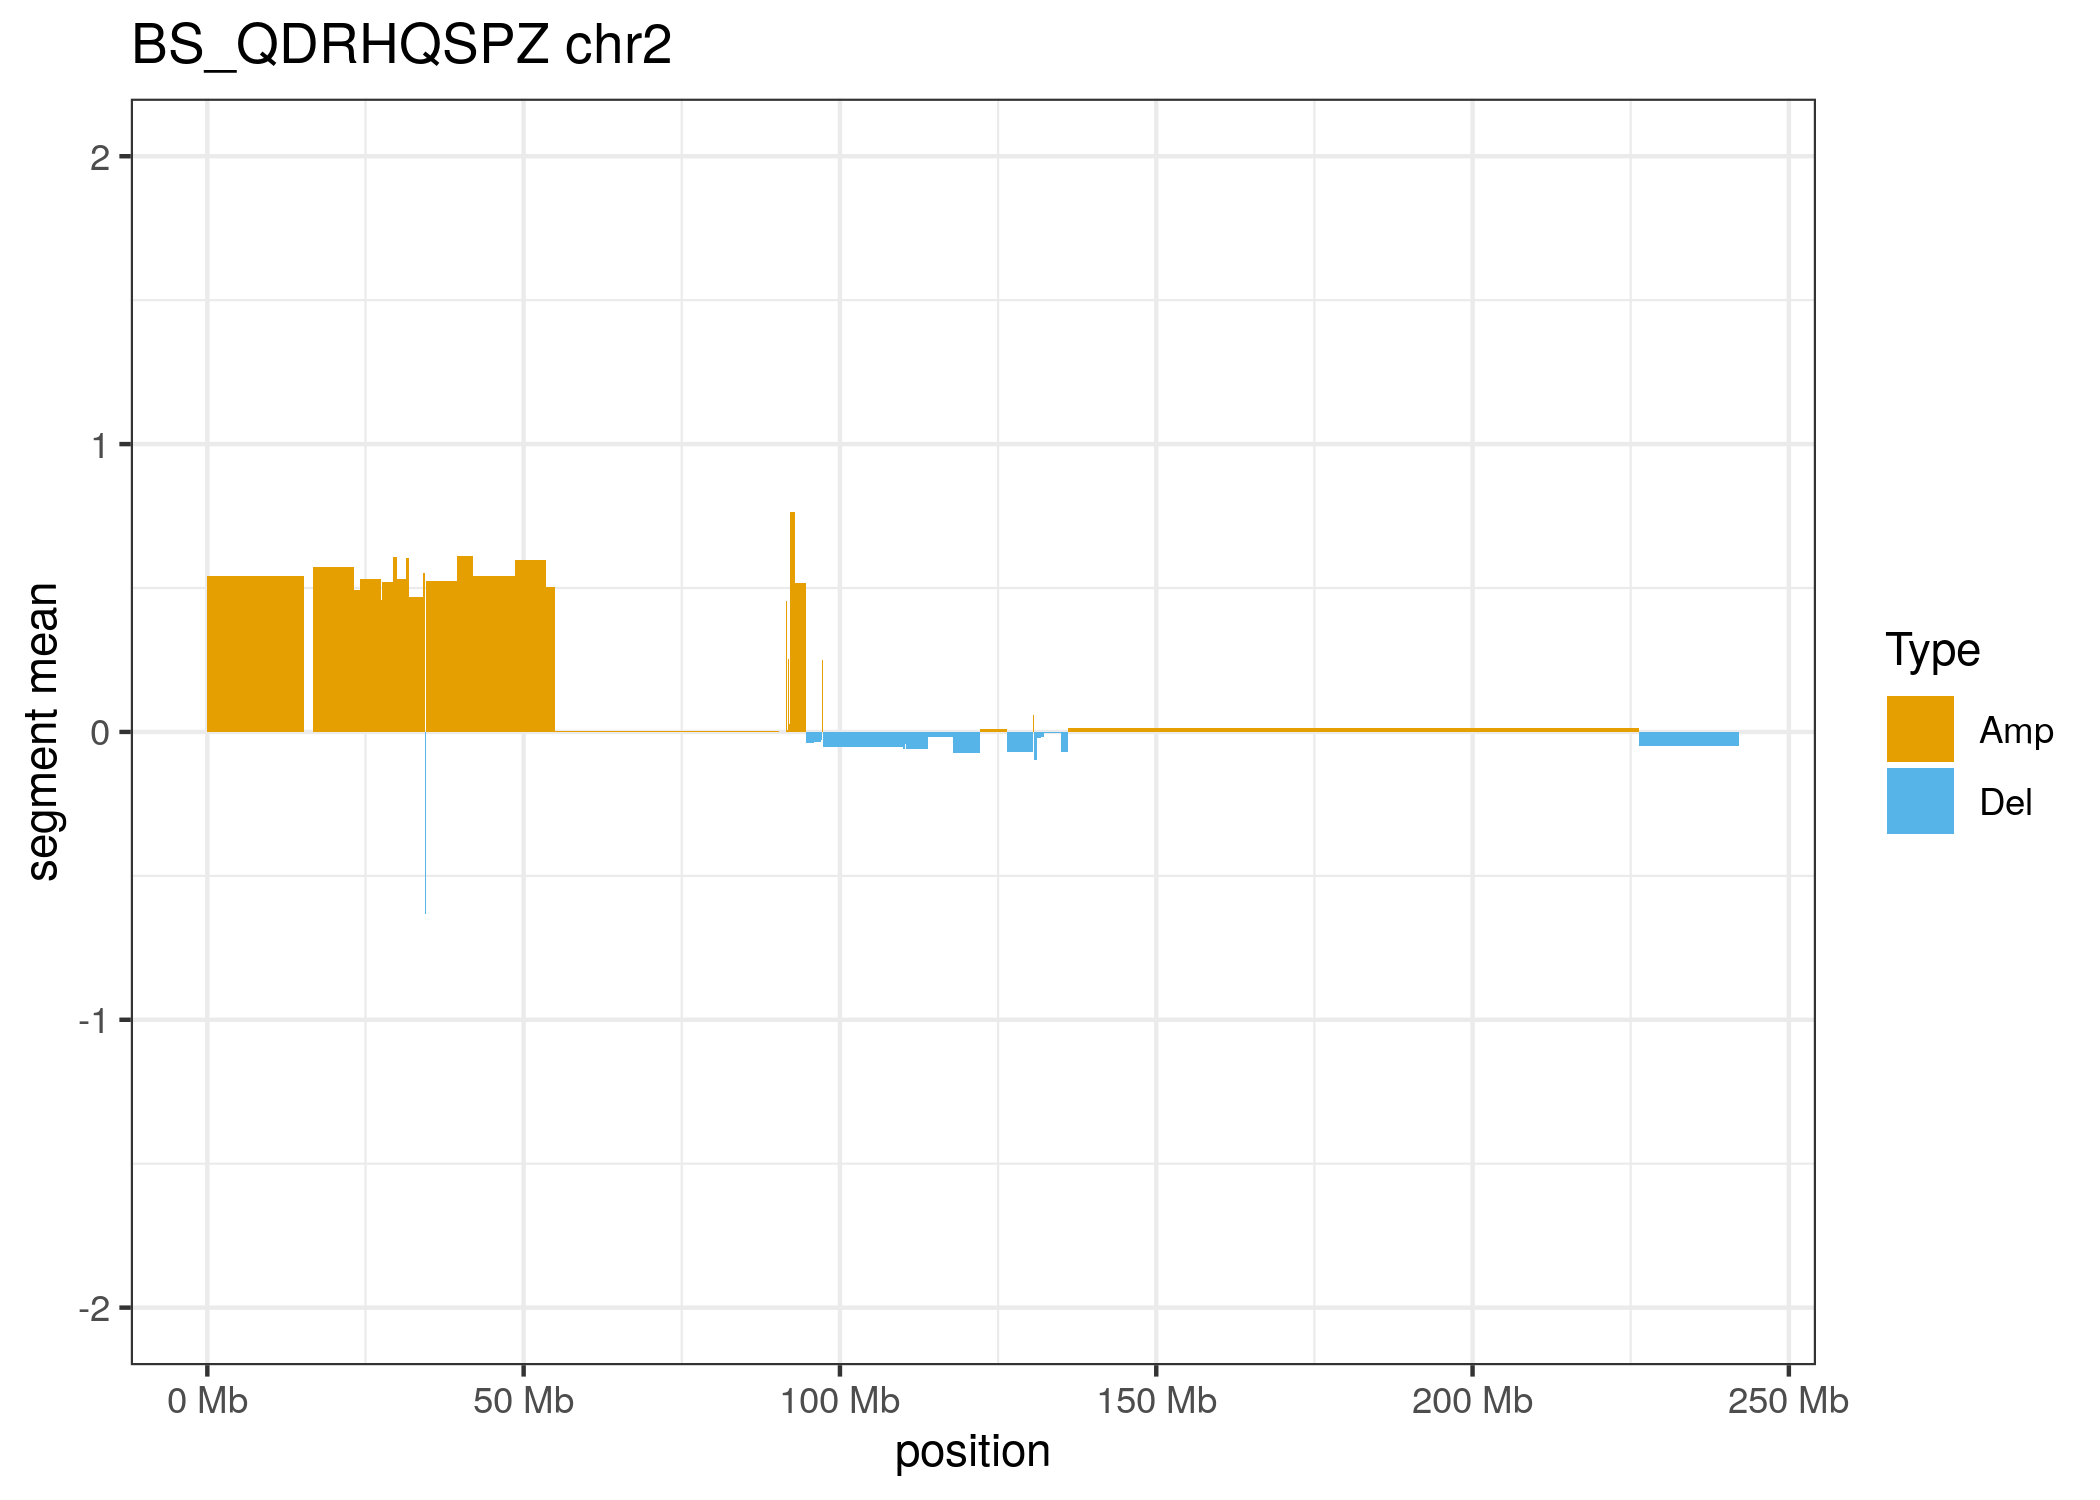 BS_QDRHQSPZ chr2
2
1
0
-1
-2
segment mean
0 Mb
50 Mb
100 Mb
150 Mb
200 Mb
250 Mb
position
Type
Amp
Del